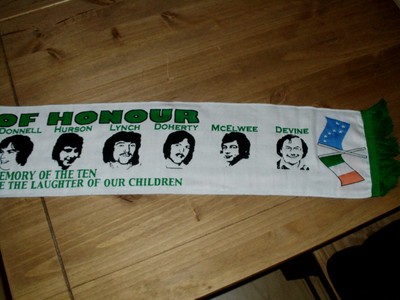 OF HONOUR
DONNELL HURSON LYNCH DOHERTY MCELWEE DEVINE
MEMORY OF THE TEN
E THE LAUGHTER OF OUR CHILDREN